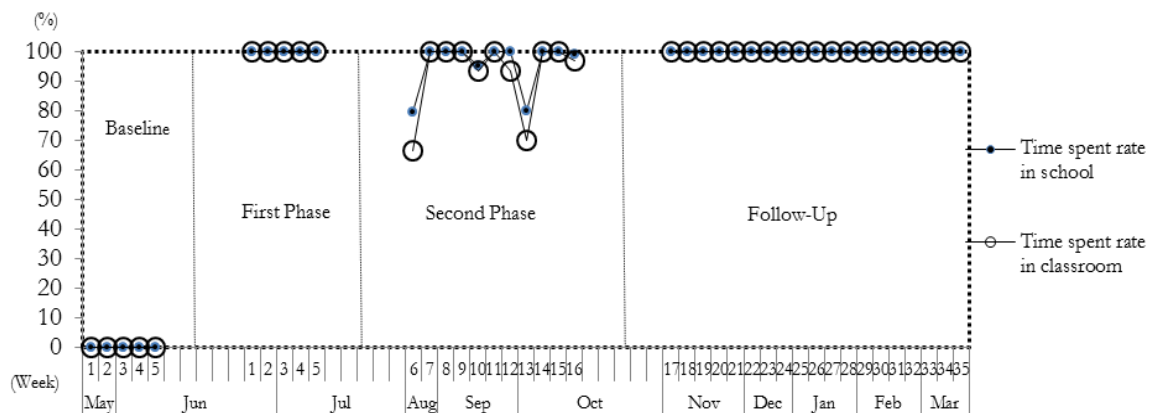 (%)
100
90
80
70
60
50
40
30
20
10
0
Baseline
First Phase
Second Phase
Follow-Up
Time spent rate
in school
Time spent rate
in classroom
1 2 3 4 5 1 2 3 4 5 6 7 8 9 10 11 12 13 14 15 16 17 18 19 20 21 22 23 24 25 26 27 28 29 30 31 32 33 34 35
(Week)
May Jun Jul Aug Sep Oct Nov Dec Jan Feb Mar